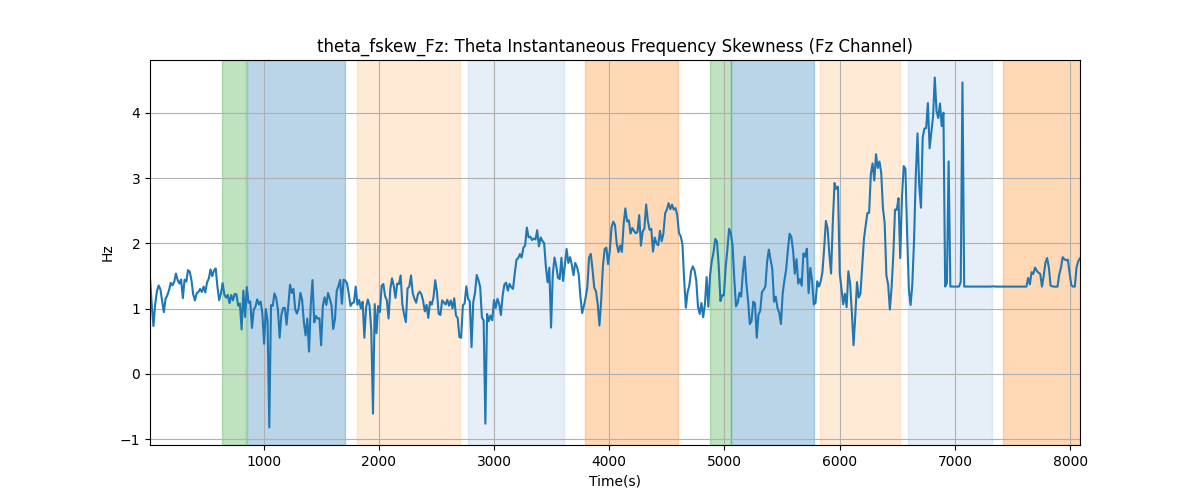 theta_fskew_Fz: Theta Instantaneous Frequency Skewness (Fz Channel)
Hz
4
3
2
1
0
−1
1000 2000 3000 4000 5000 6000 7000 8000
Time(s)